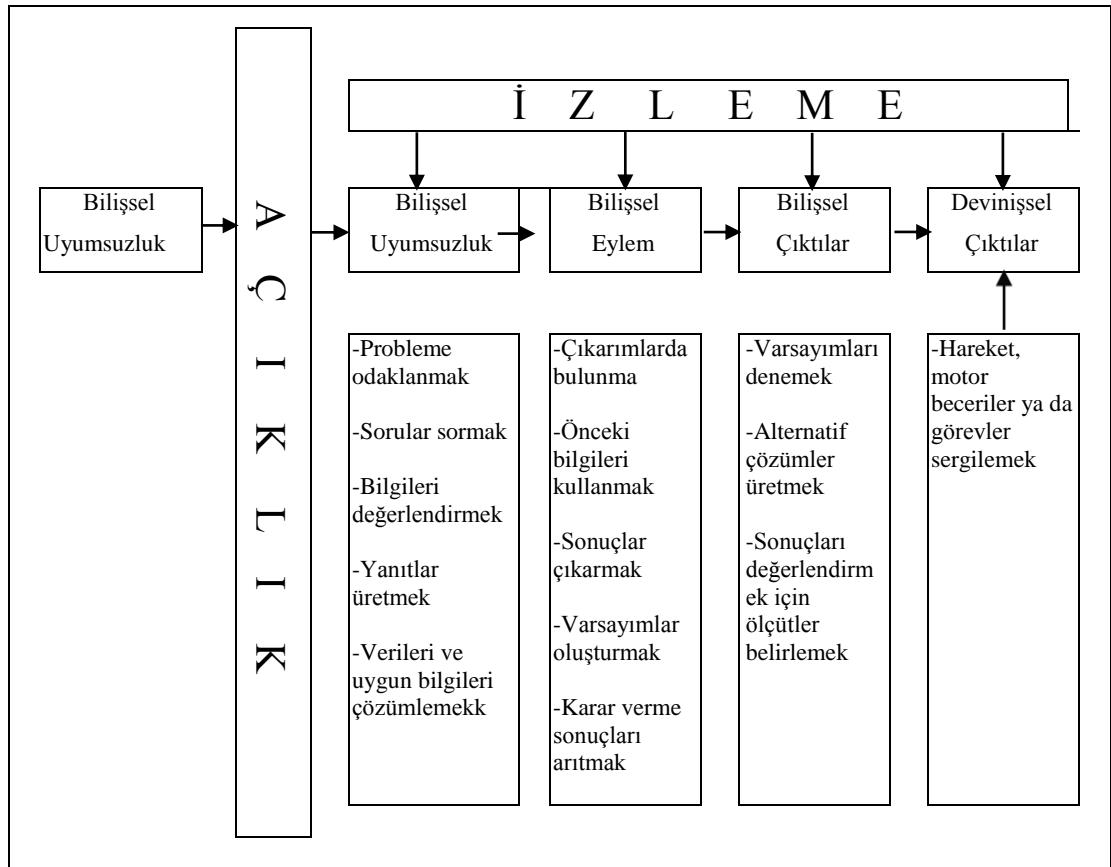 İ Z L E M E
A Ç I K L I K
Bilişsel
Uyumsuzluk
Bilişsel
Uyumsuzluk
Bilişsel
Eylem
Bilişsel
Çıktılar
Devinişsel
Çıktılar
-Probleme
odaklanmak
-Sorular sormak
-Bilgileri
değerlendirmek
-Yanıtlar
üretmek
-Verileri ve
uygun bilgileri
çözümlemekk
-Çıkarımlarda
bulunma
-Önceki
bilgileri
kullanmak
-Sonuçlar
çıkarmak
-Varsayımlar
oluşturmak
-Karar verme
sonuçları
arıtmak
-Varsayımları
denemek
-Alternatif
çözümler
üretmek
-Sonuçları
değerlendirm
ek için
ölçütler
belirlemek
-Hareket,
motor
beceriler ya da
görevler
sergilemek